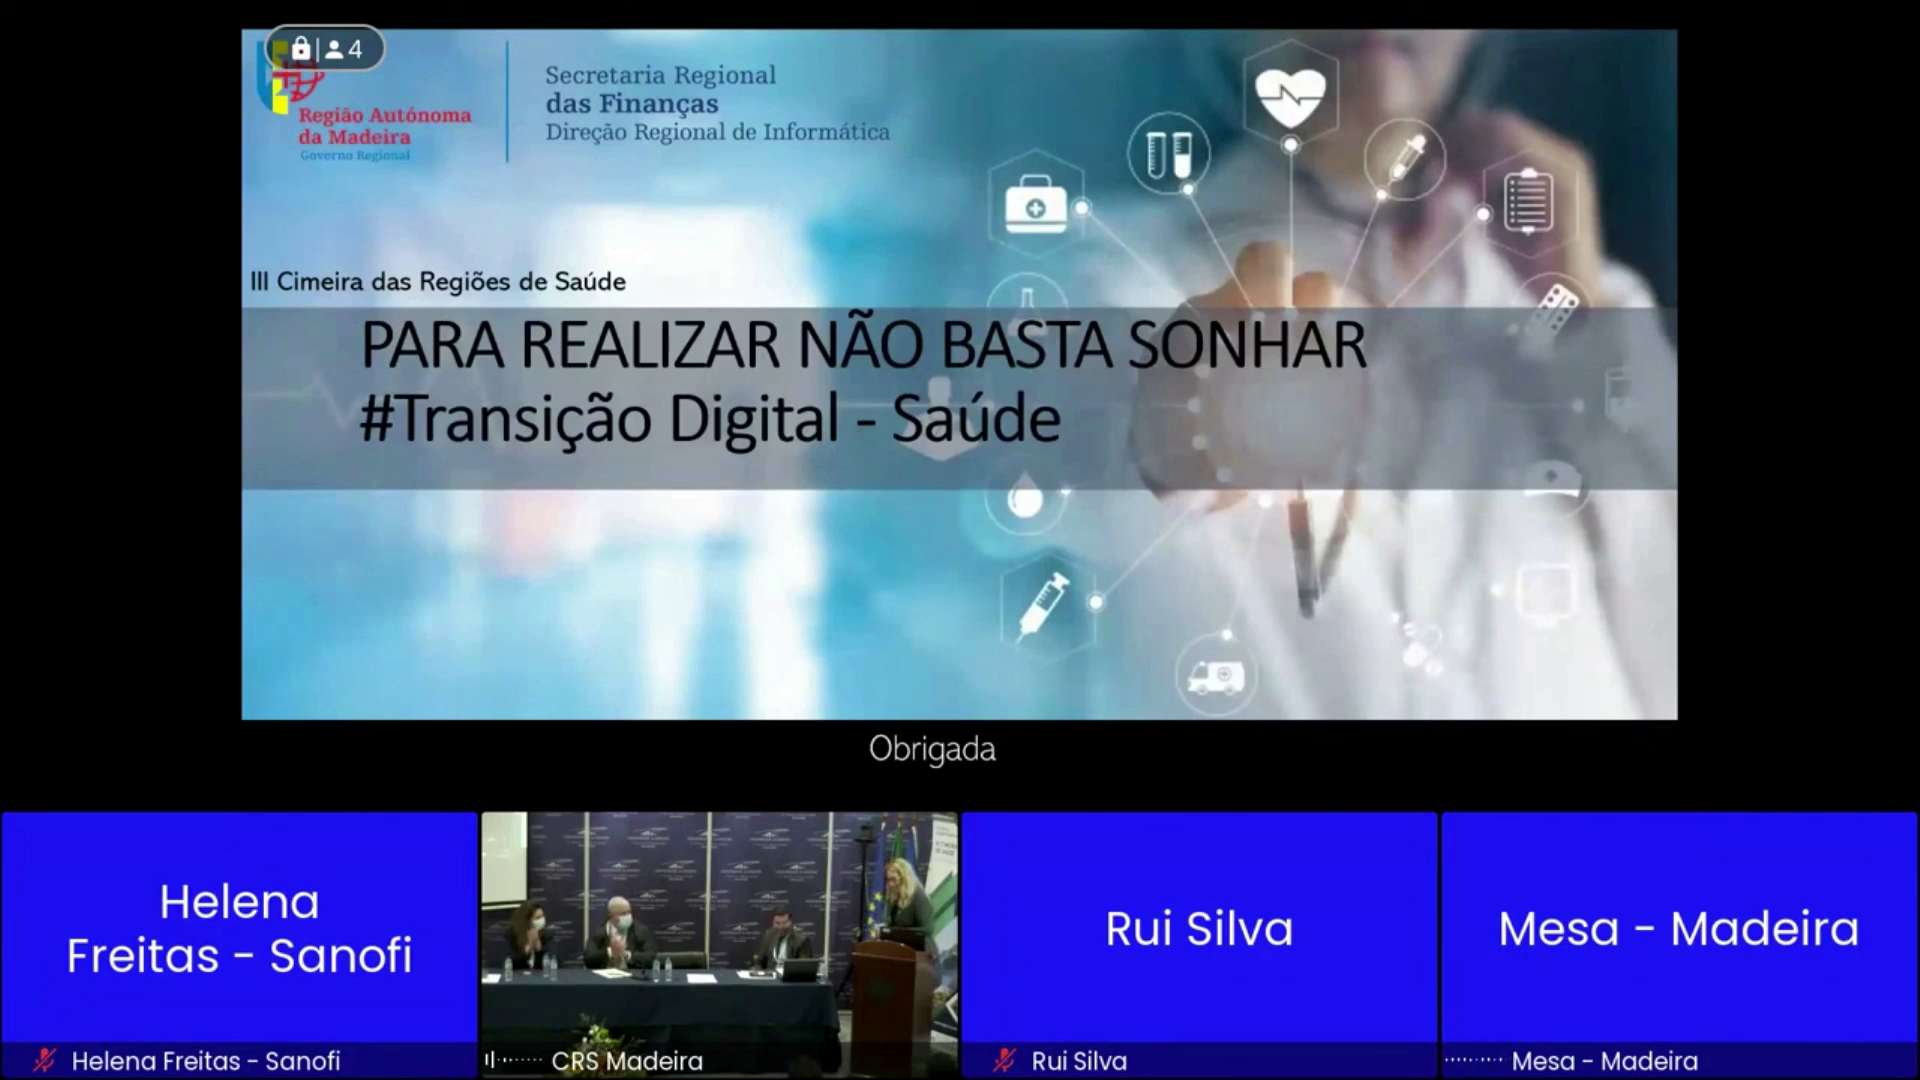 4
Região Autónoma
da Madeira
Governo Regional
Secretaria Regional
das Finanças
Direção Regional de Informática
III Cimeira das Regiões de Saúde
PARA REALIZAR NÃO BASTA SONHAR
#Transição Digital - Saúde
Obrigada
Helena
Freitas - Sanofi
Rui Silva
Mesa - Madeira
Helena Freitas - Sanofi
CRS Madeira
Rui Silva
Mesa - Madeira